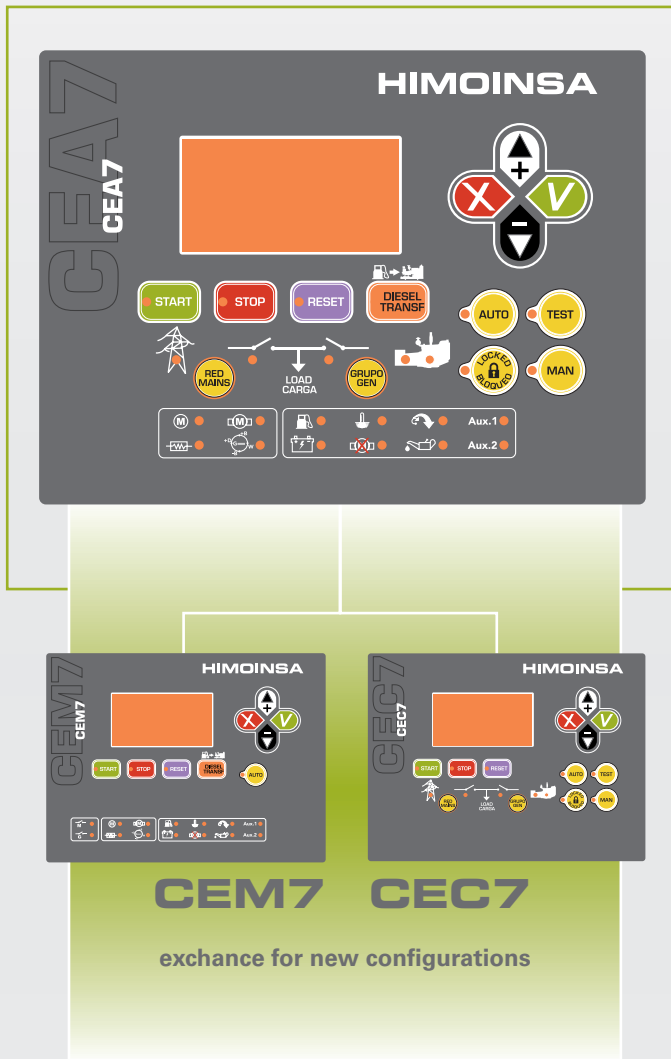 HIMOINSA
CEA7
CEA7
START
STOP
RESET
DIESEL
TRANSF
AUTO
TEST
LOCKED
BLOQUEO
MAN
RED
MAINS
LOAD
CARGA
GRUPO
GEN
M
M
Aux.1
+B
+D
G
W
-B
Aux.2
HIMOINSA
CEM7
CEM7
X
V
START
STOP
RESET
DIESEL
TRANSF
AUTO
Aux.1
Aux.2
HIMOINSA
CEC7
CEC7
X
V
START
STOP
RESET
AUTO
TEST
RED
MAINS
LOAD
CARGA
GRUPO
GEN
LOCKED
BLOQUEO
MAN
CEM7 CEC7
exchance for new configurations